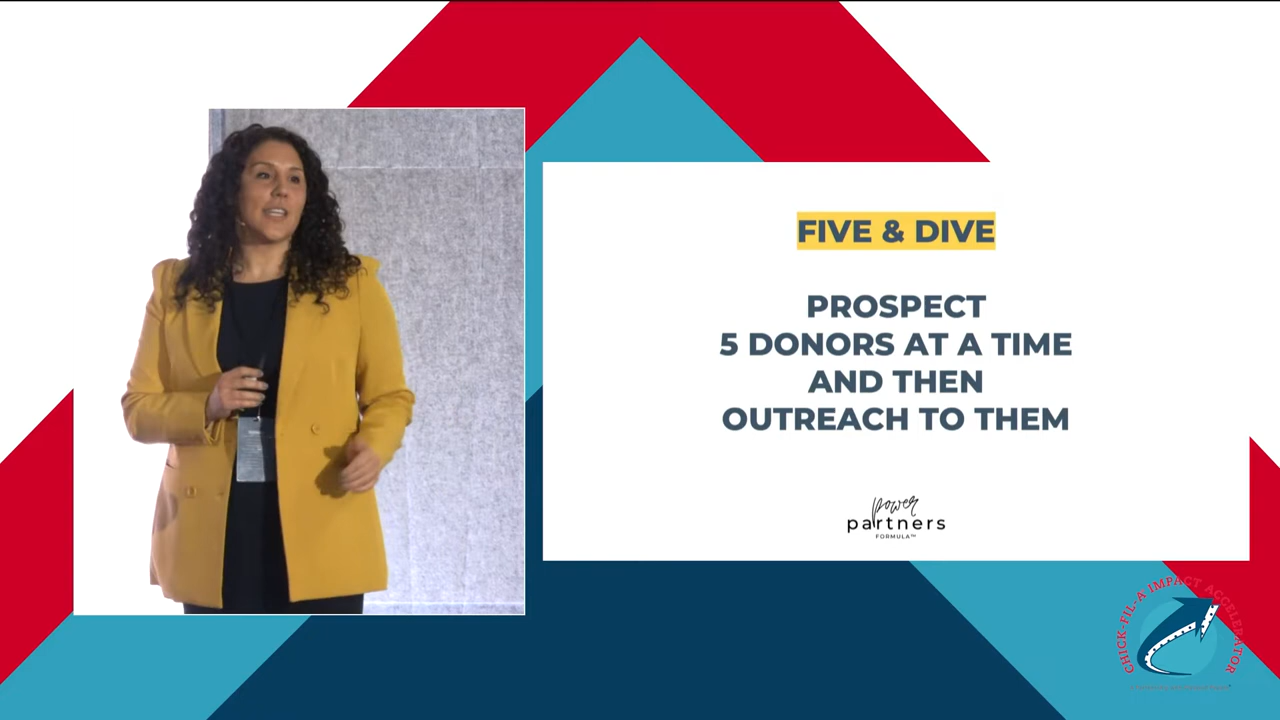 FIVE & DIVE
PROSPECT
5 DONORS AT A TIME
AND THEN
OUTREACH TO THEM
power
partners
FORMULA™
CHICK-FIL-A IMPACT ACCELERATOR